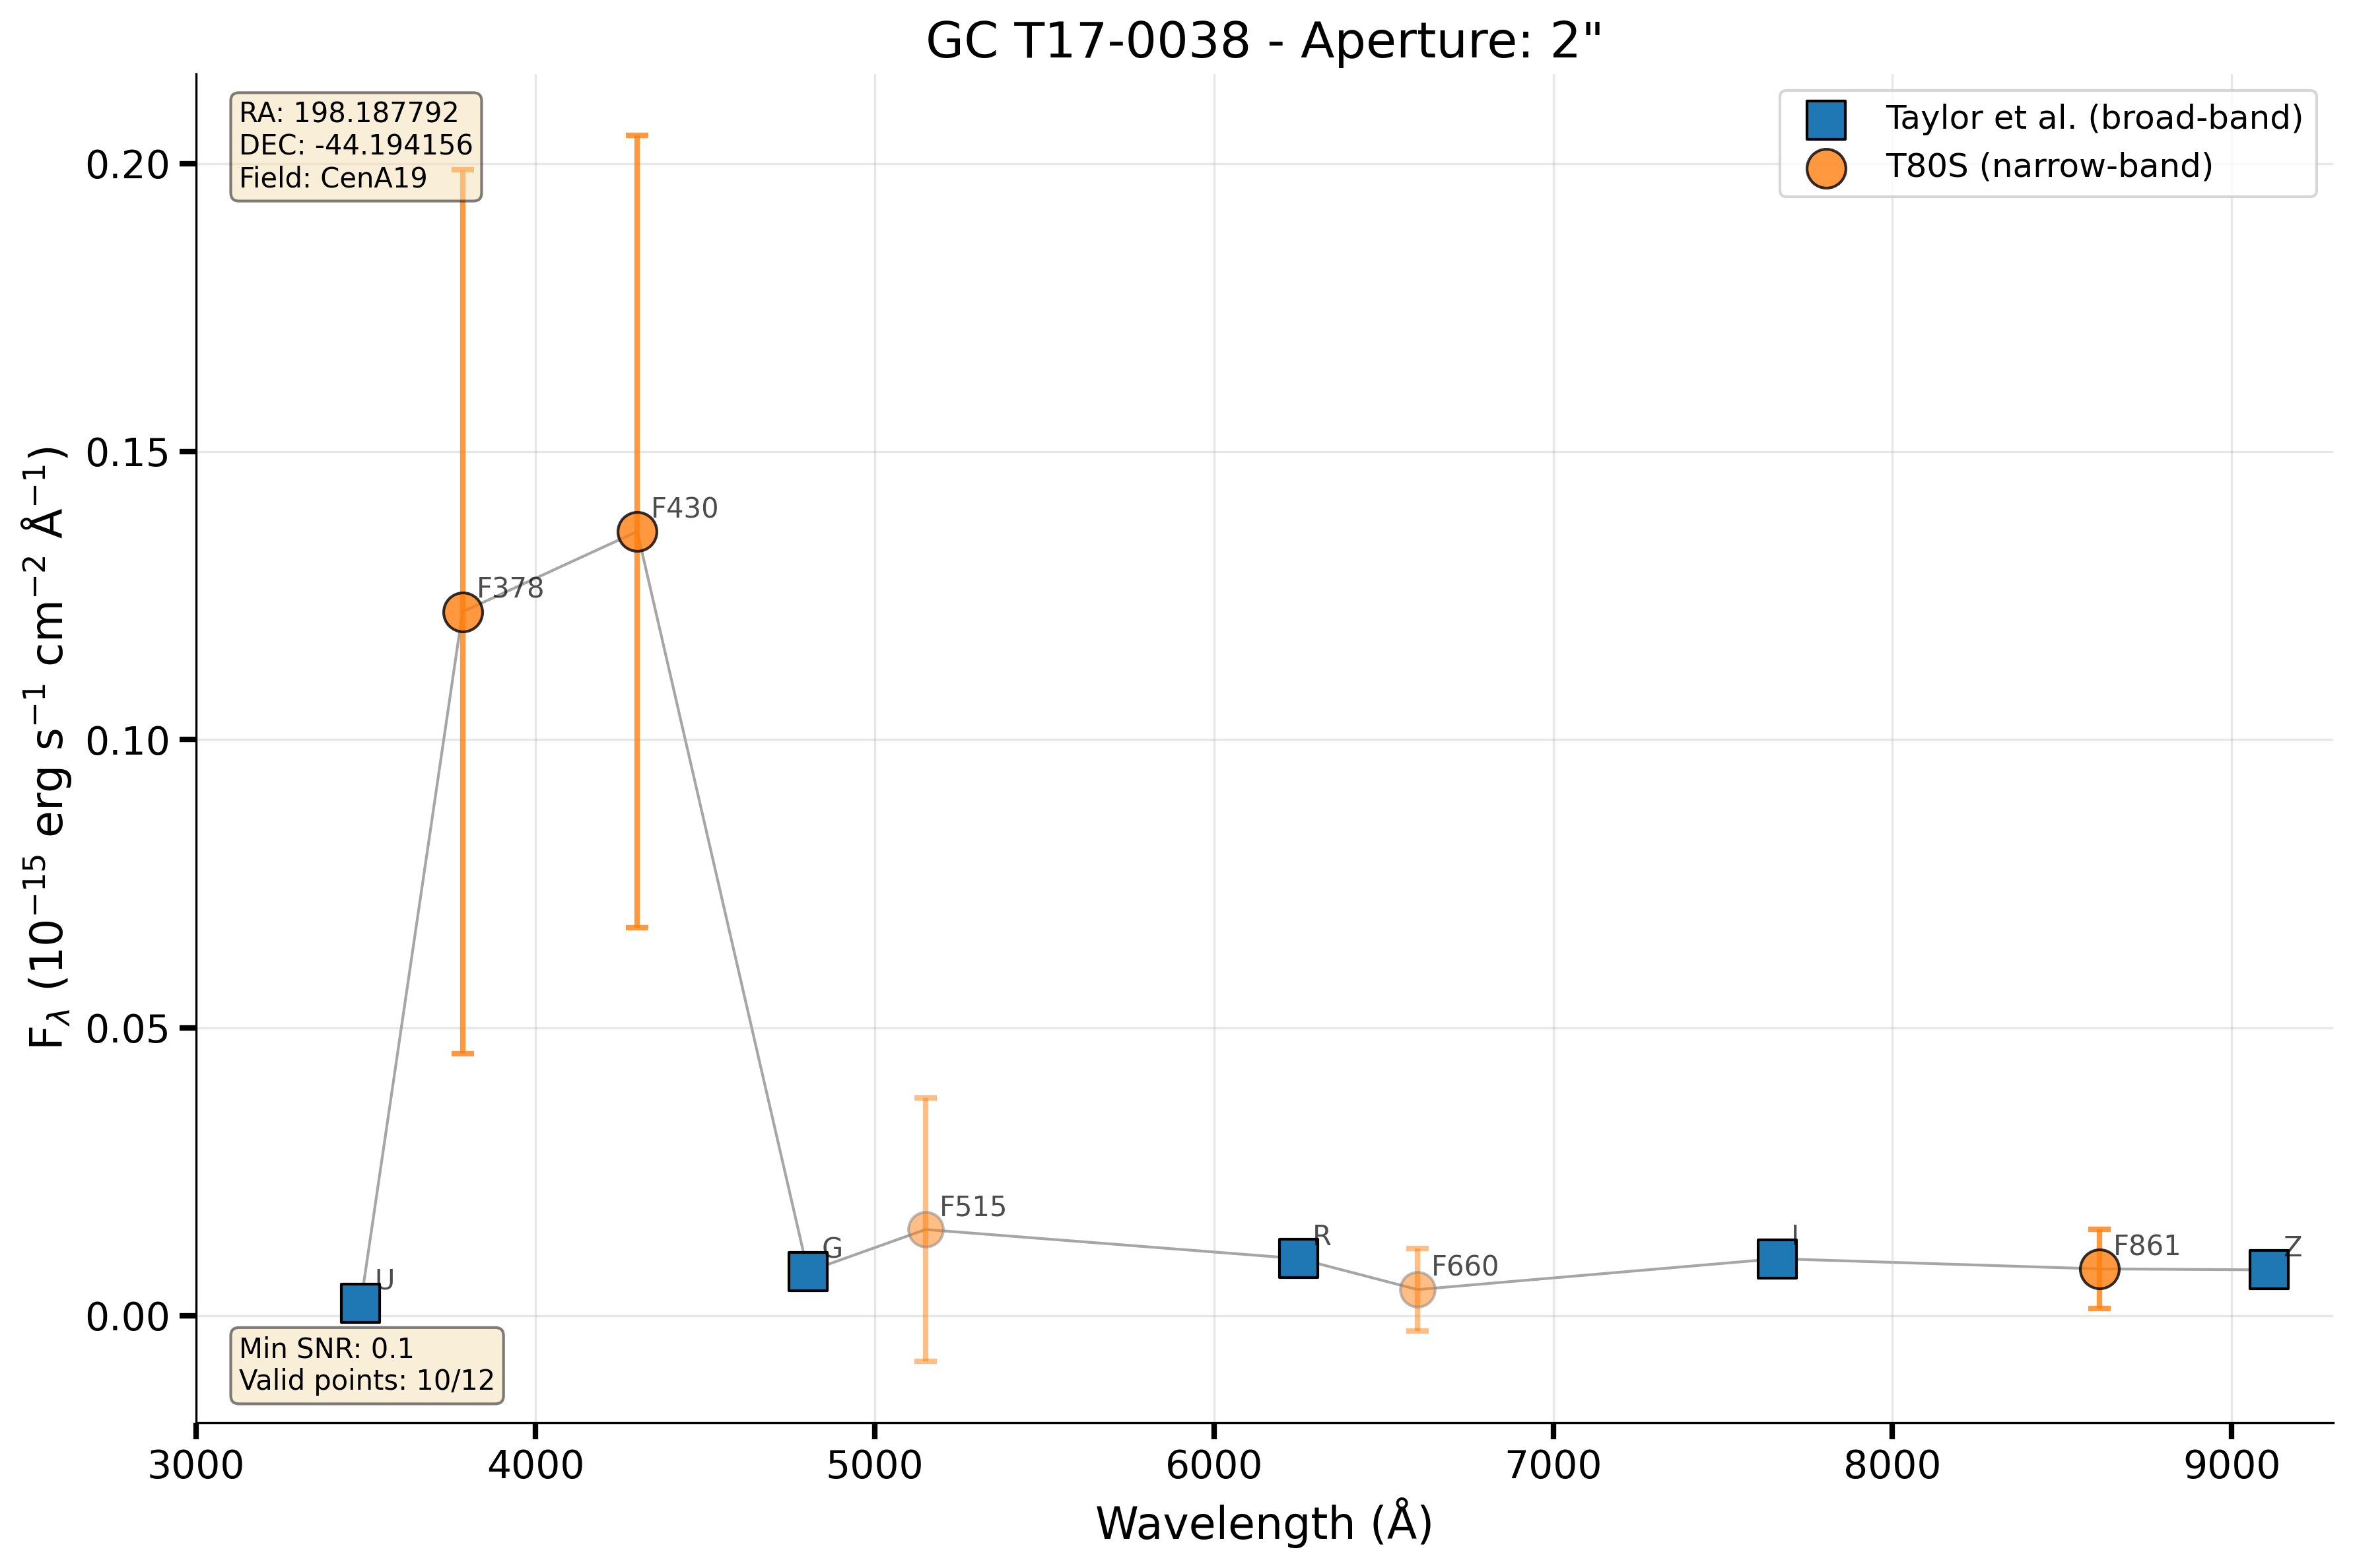 GC T17-0038 - Aperture: 2"
RA: 198.187792
DEC: -44.194156
Field: CenA19
Taylor et al. (broad-band)
T80S (narrow-band)
0.20
0.15
0.10
0.05
0.00
F_λ (10⁻¹⁵ erg s⁻¹ cm⁻² Å⁻¹)
F430
F378
F515
G
R
I
F861
Z
F660
U
Min SNR: 0.1
Valid points: 10/12
3000 4000 5000 6000 7000 8000 9000
Wavelength (Å)